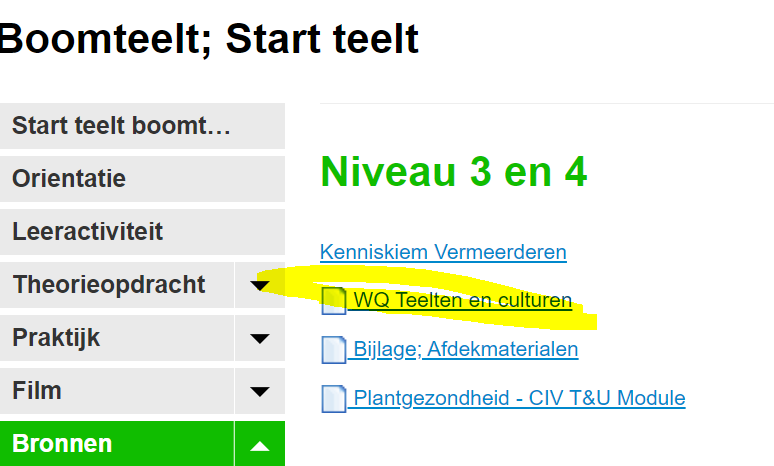 Boomteelt; Start teelt
Start teelt boomt…
Orientatie
Leeractiviteit
Theorieopdracht
Praktijk
Film
Bronnen
Niveau 3 en 4
Kenniskiem Vermeerderen
WQ Teelten en culturen
Bijlage; Afdekmaterialen
Plantgezondheid - CIV T&U Module